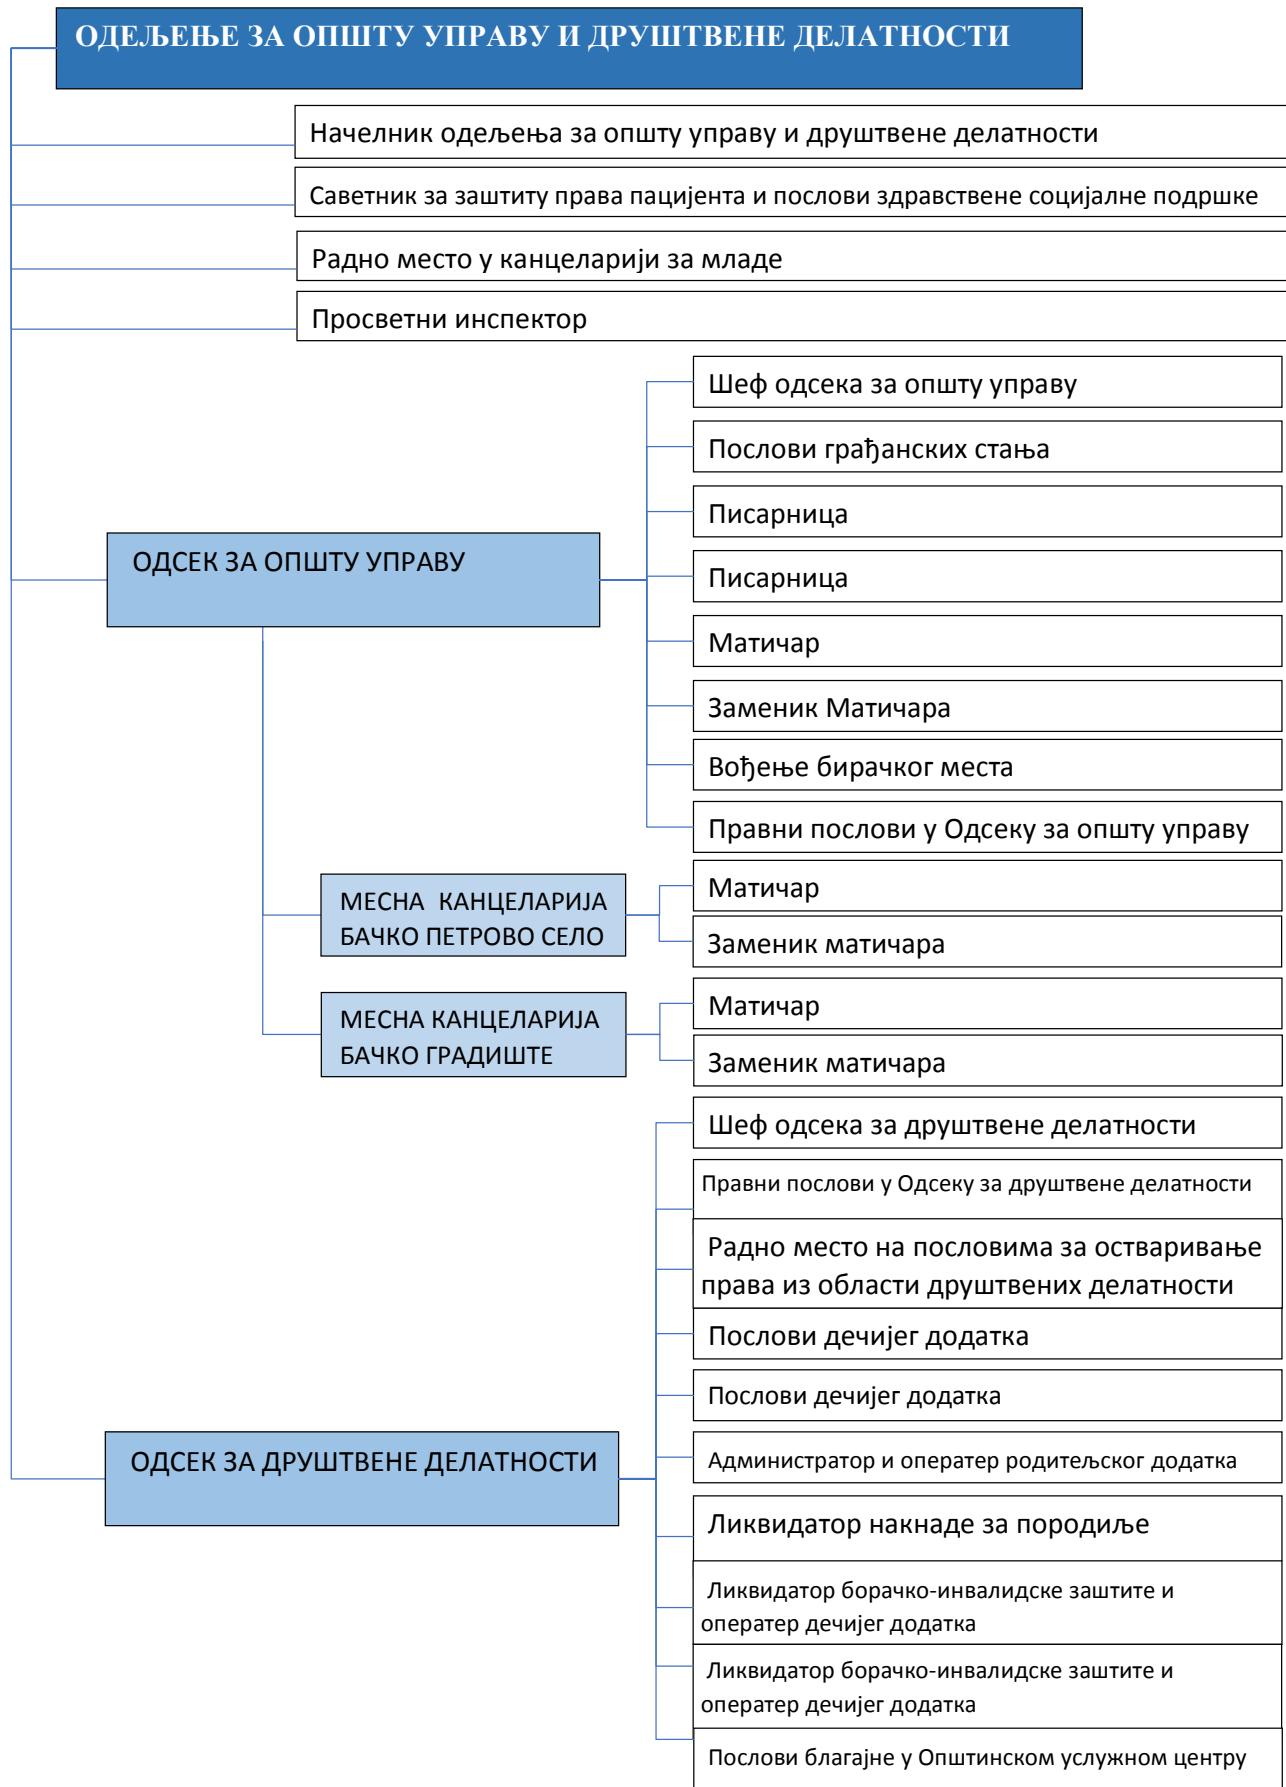 ОДЕЉЕЊЕ ЗА ОПШТУ УПРАВУ И ДРУШТВЕНЕ ДЕЛАТНОСТИ
Начелник одељења за општу управу и друштвене делатности
Саветник за заштиту права пацијента и послови здравствене социјалне подршке
Радно место у канцеларији за младе
Просветни инспектор
Шеф одсека за општу управу
Послови грађанских стања
Писарница
ОДСЕК ЗА ОПШТУ УПРАВУ
Писарница
Матичар
Заменик Матичара
Вођење бирачког места
Правни послови у Одсеку за општу управу
МЕСНА КАНЦЕЛАРИЈА
БАЧКО ПЕТРОВО СЕЛО
Матичар
Заменик матичара
МЕСНА КАНЦЕЛАРИЈА
БАЧКО ГРАДИШТЕ
Матичар
Заменик матичара
Шеф одсека за друштвене делатности
Правни послови у Одсеку за друштвене делатности
Радно место на пословима за остваривање
права из области друштвених делатности
Послови дечијег додатка
Послови дечијег додатка
ОДСЕК ЗА ДРУШТВЕНЕ ДЕЛАТНОСТИ
Администратор и оператер родитељског додатка
Ликвидатор накнаде за породиље
Ликвидатор борачко-инвалидске заштите и
оператер дечијег додатка
Ликвидатор борачко-инвалидске заштите и
оператер дечијег додатка
Послови благајне у Општинском услужном центру